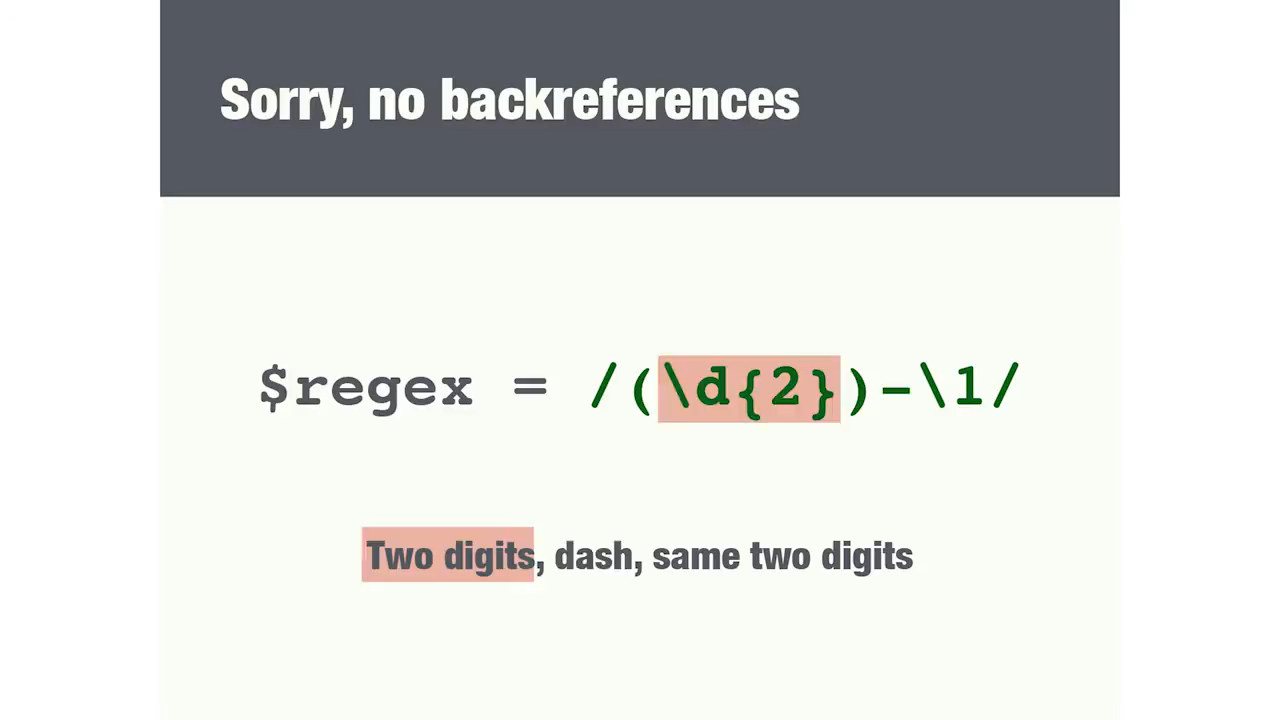 Sorry, no backreferences
$regex = /(\d{2})-\1/
Two digits, dash, same two digits